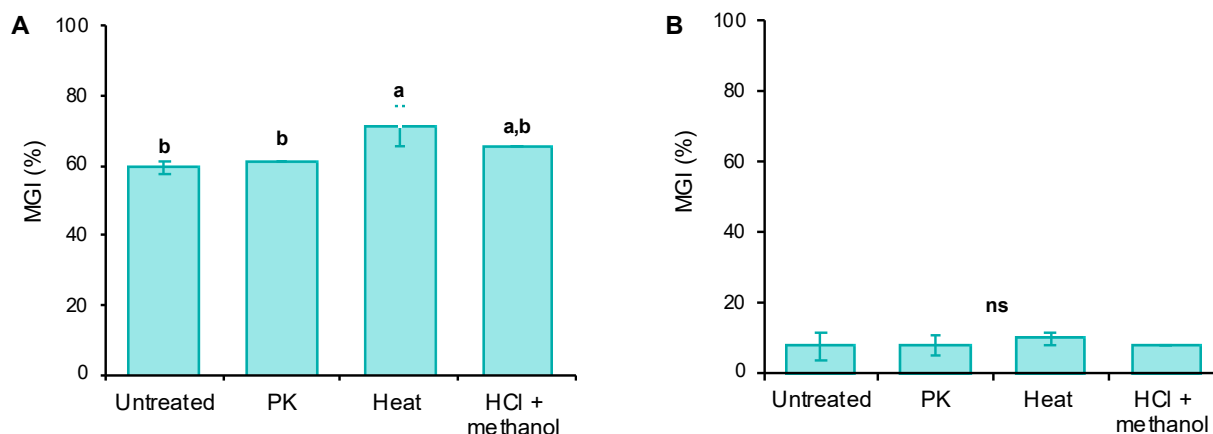 A
MGI (%)
100
80
60
40
20
0
b
b
a
a,b
Untreated
PK
Heat
HCl +
methanol
B
MGI (%)
100
80
60
40
20
0
ns
Untreated
PK
Heat
HCl +
methanol